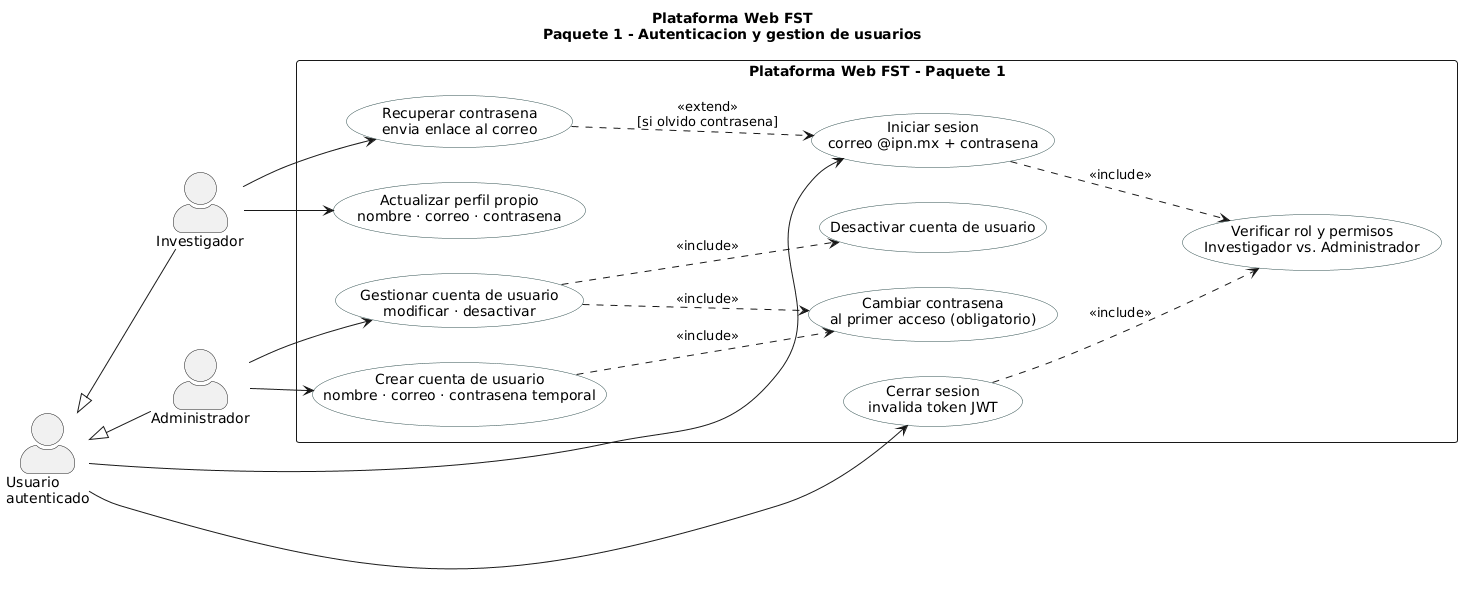 Plataforma Web FST
Paquete 1 - Autenticacion y gestion de usuarios
Plataforma Web FST - Paquete 1
Recuperar contrasena
envia enlace al correo
«extend»
[si olvido contrasena]
Iniciar sesion
correo @ipn.mx + contrasena
«include»
Actualizar perfil propio
nombre · correo · contrasena
Investigador
Desactivar cuenta de usuario
Verificar rol y permisos
Investigador vs. Administrador
«include»
Gestionar cuenta de usuario
modificar · desactivar
«include»
Cambiar contrasena
al primer acceso (obligatorio)
«include»
«include»
Crear cuenta de usuario
nombre · correo · contrasena temporal
Cerrar sesion
invalida token JWT
Administrador
Usuario
autenticado